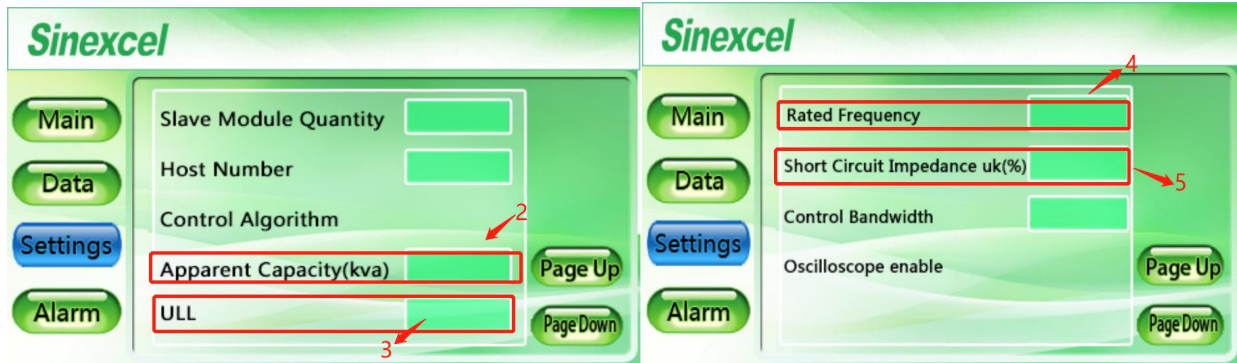 Sinexcel
Main
Data
Settings
Alarm
Slave Module Quantity
Host Number
Control Algorithm
Apparent Capacity(kva)
ULL
Page Up
Page Down
2
3
Sinexcel
Main
Data
Settings
Alarm
Rated Frequency
Short Circuit Impedance uk(%)
Control Bandwidth
Oscilloscope enable
Page Up
Page Down
4
5